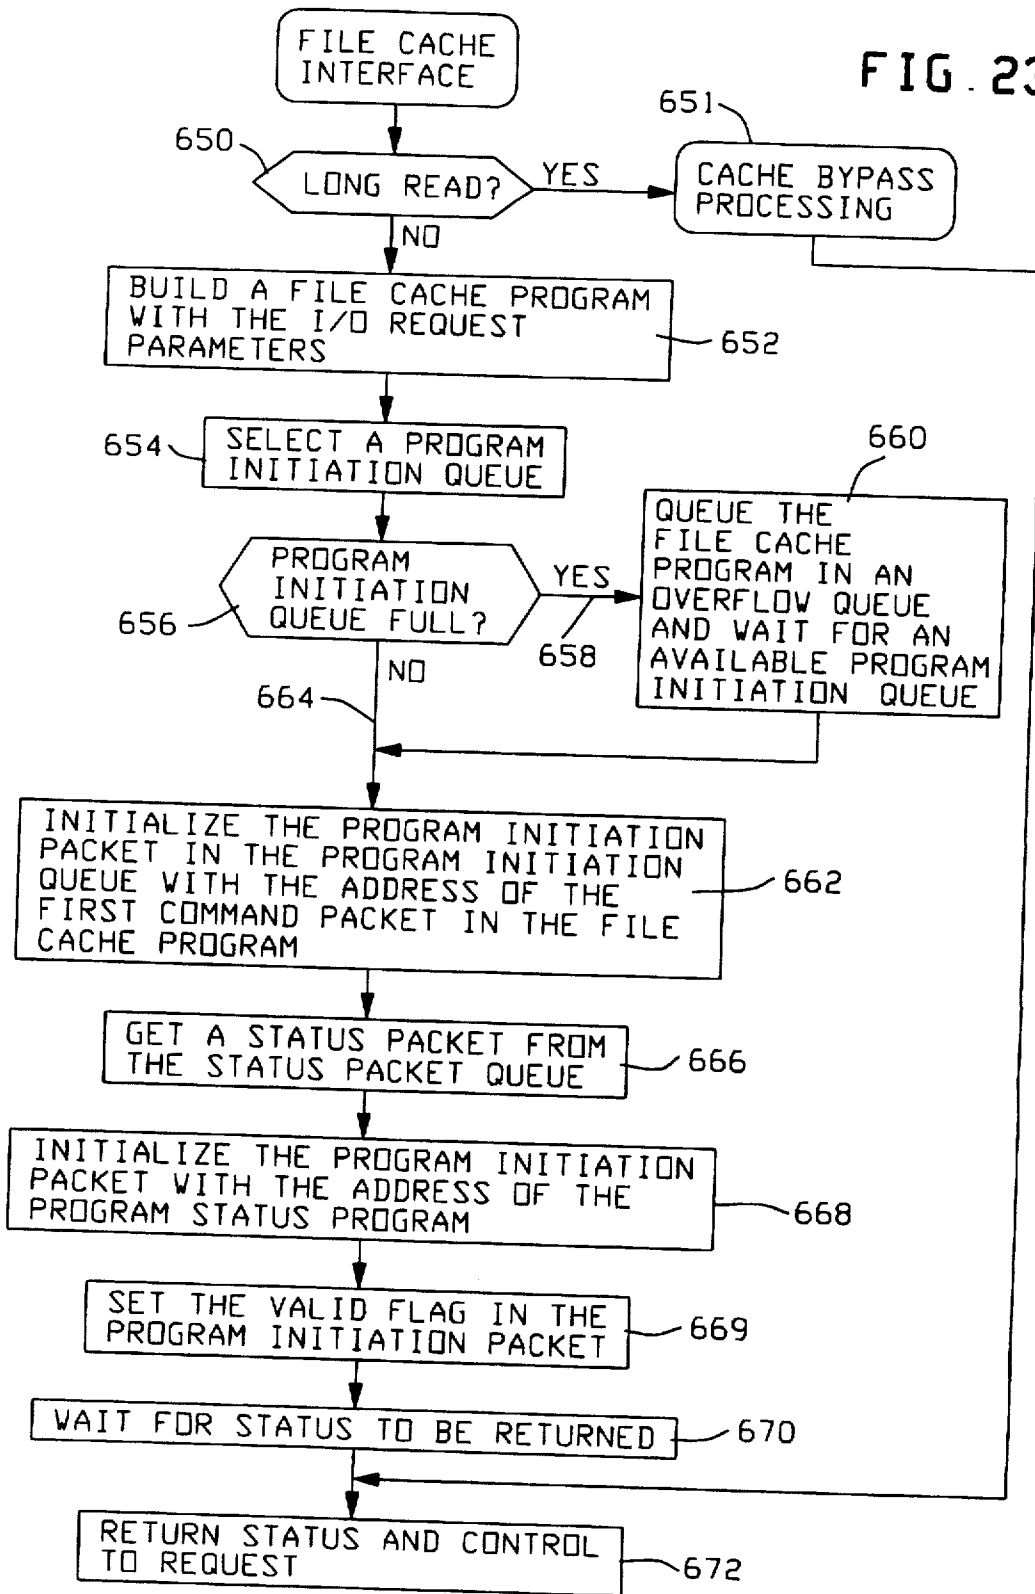 FILE CACHE
INTERFACE
FIG. 23
651
650
LONG READ?
YES
CACHE BYPASS
PROCESSING
NO
BUILD A FILE CACHE PROGRAM
WITH THE I/O REQUEST
PARAMETERS
652
654
SELECT A PROGRAM
INITIATION QUEUE
660
PROGRAM
INITIATION
QUEUE FULL?
656
YES
658
QUEUE THE
FILE CACHE
PROGRAM IN AN
OVERFLOW QUEUE
AND WAIT FOR AN
AVAILABLE PROGRAM
INITIATION QUEUE
NO
664
INITIALIZE THE PROGRAM INITIATION
PACKET IN THE PROGRAM INITIATION
QUEUE WITH THE ADDRESS OF THE
FIRST COMMAND PACKET IN THE FILE
CACHE PROGRAM
662
GET A STATUS PACKET FROM
THE STATUS PACKET QUEUE
666
INITIALIZE THE PROGRAM INITIATION
PACKET WITH THE ADDRESS OF THE
PROGRAM STATUS PROGRAM
668
SET THE VALID FLAG IN THE
PROGRAM INITIATION PACKET
669
WAIT FOR STATUS TO BE RETURNED
670
RETURN STATUS AND CONTROL
TO REQUEST
672